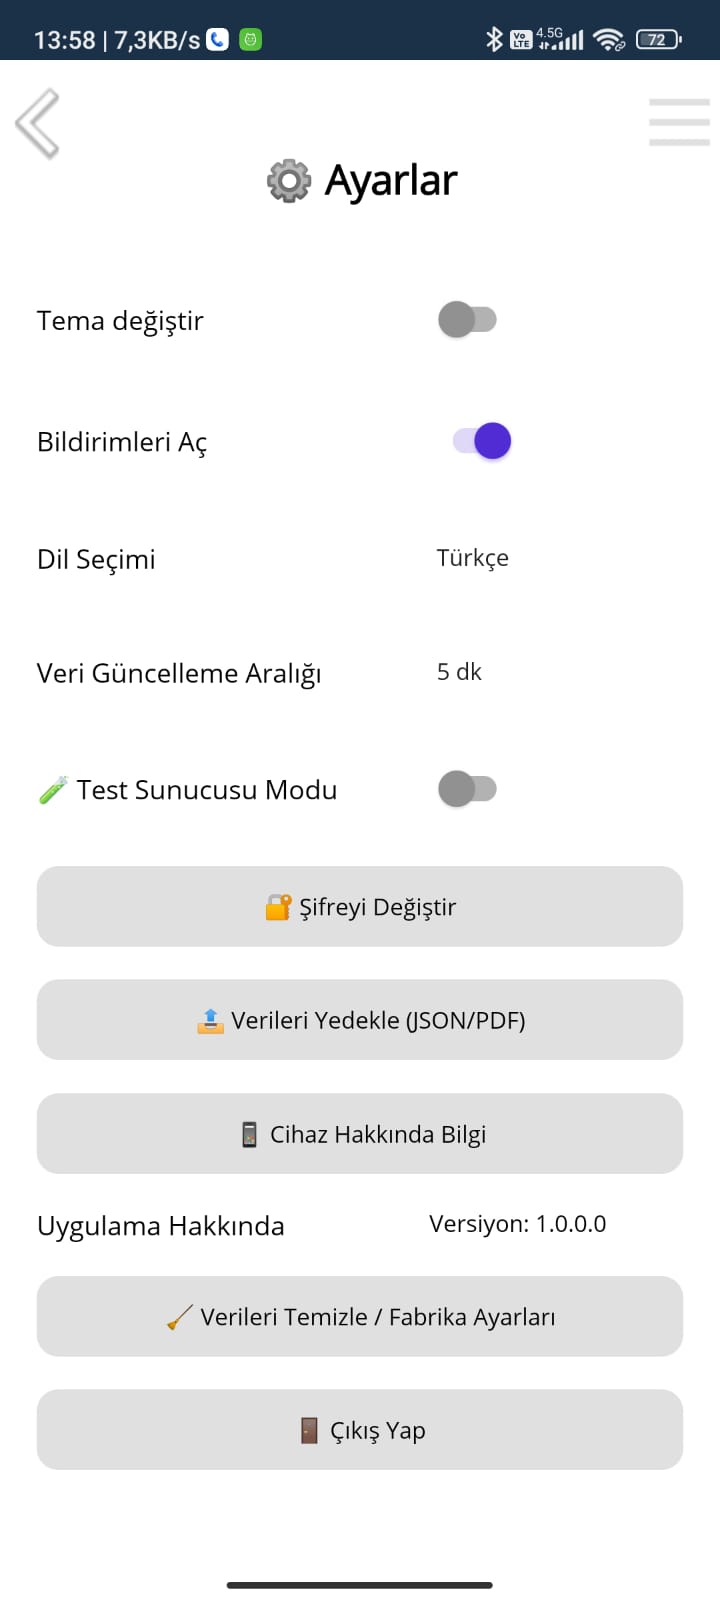 13:58 | 7,3KB/s Vo LTE 4.5G 72
Ayarlar
Tema değiştir
Bildirimleri Aç
Dil Seçimi Türkçe
Veri Güncelleme Aralığı 5 dk
Test Sunucusu Modu
Şifreyi Değiştir
Verileri Yedekle (JSON/PDF)
Cihaz Hakkında Bilgi
Uygulama Hakkında Versiyon: 1.0.0.0
Verileri Temizle / Fabrika Ayarları
Çıkış Yap